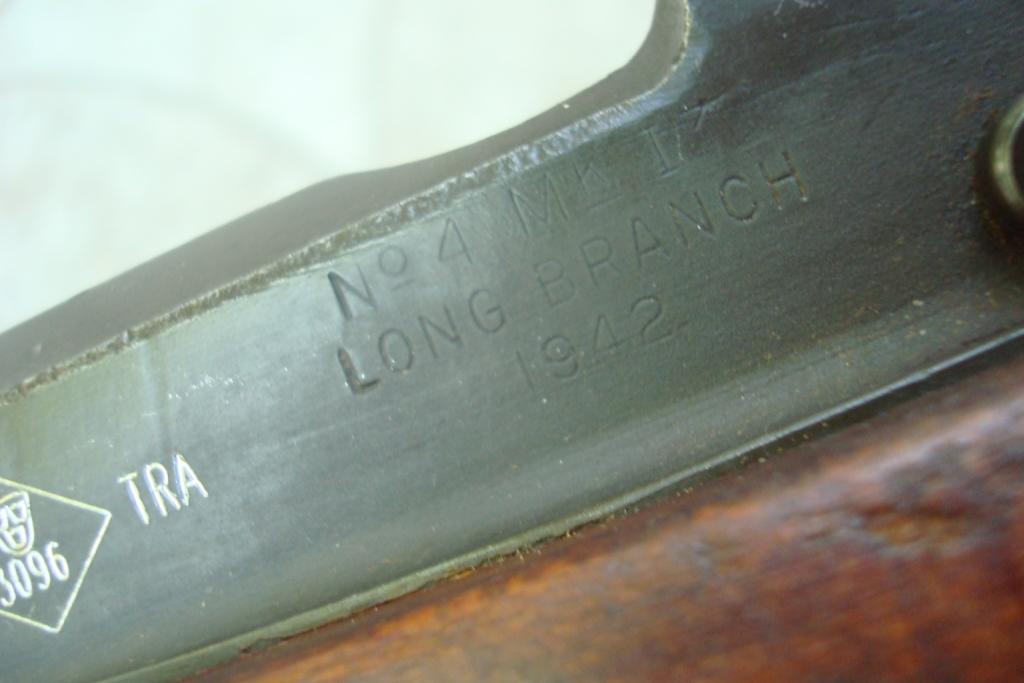 No 4 Mk I*
LONG BRANCH
1942
TRA
3096